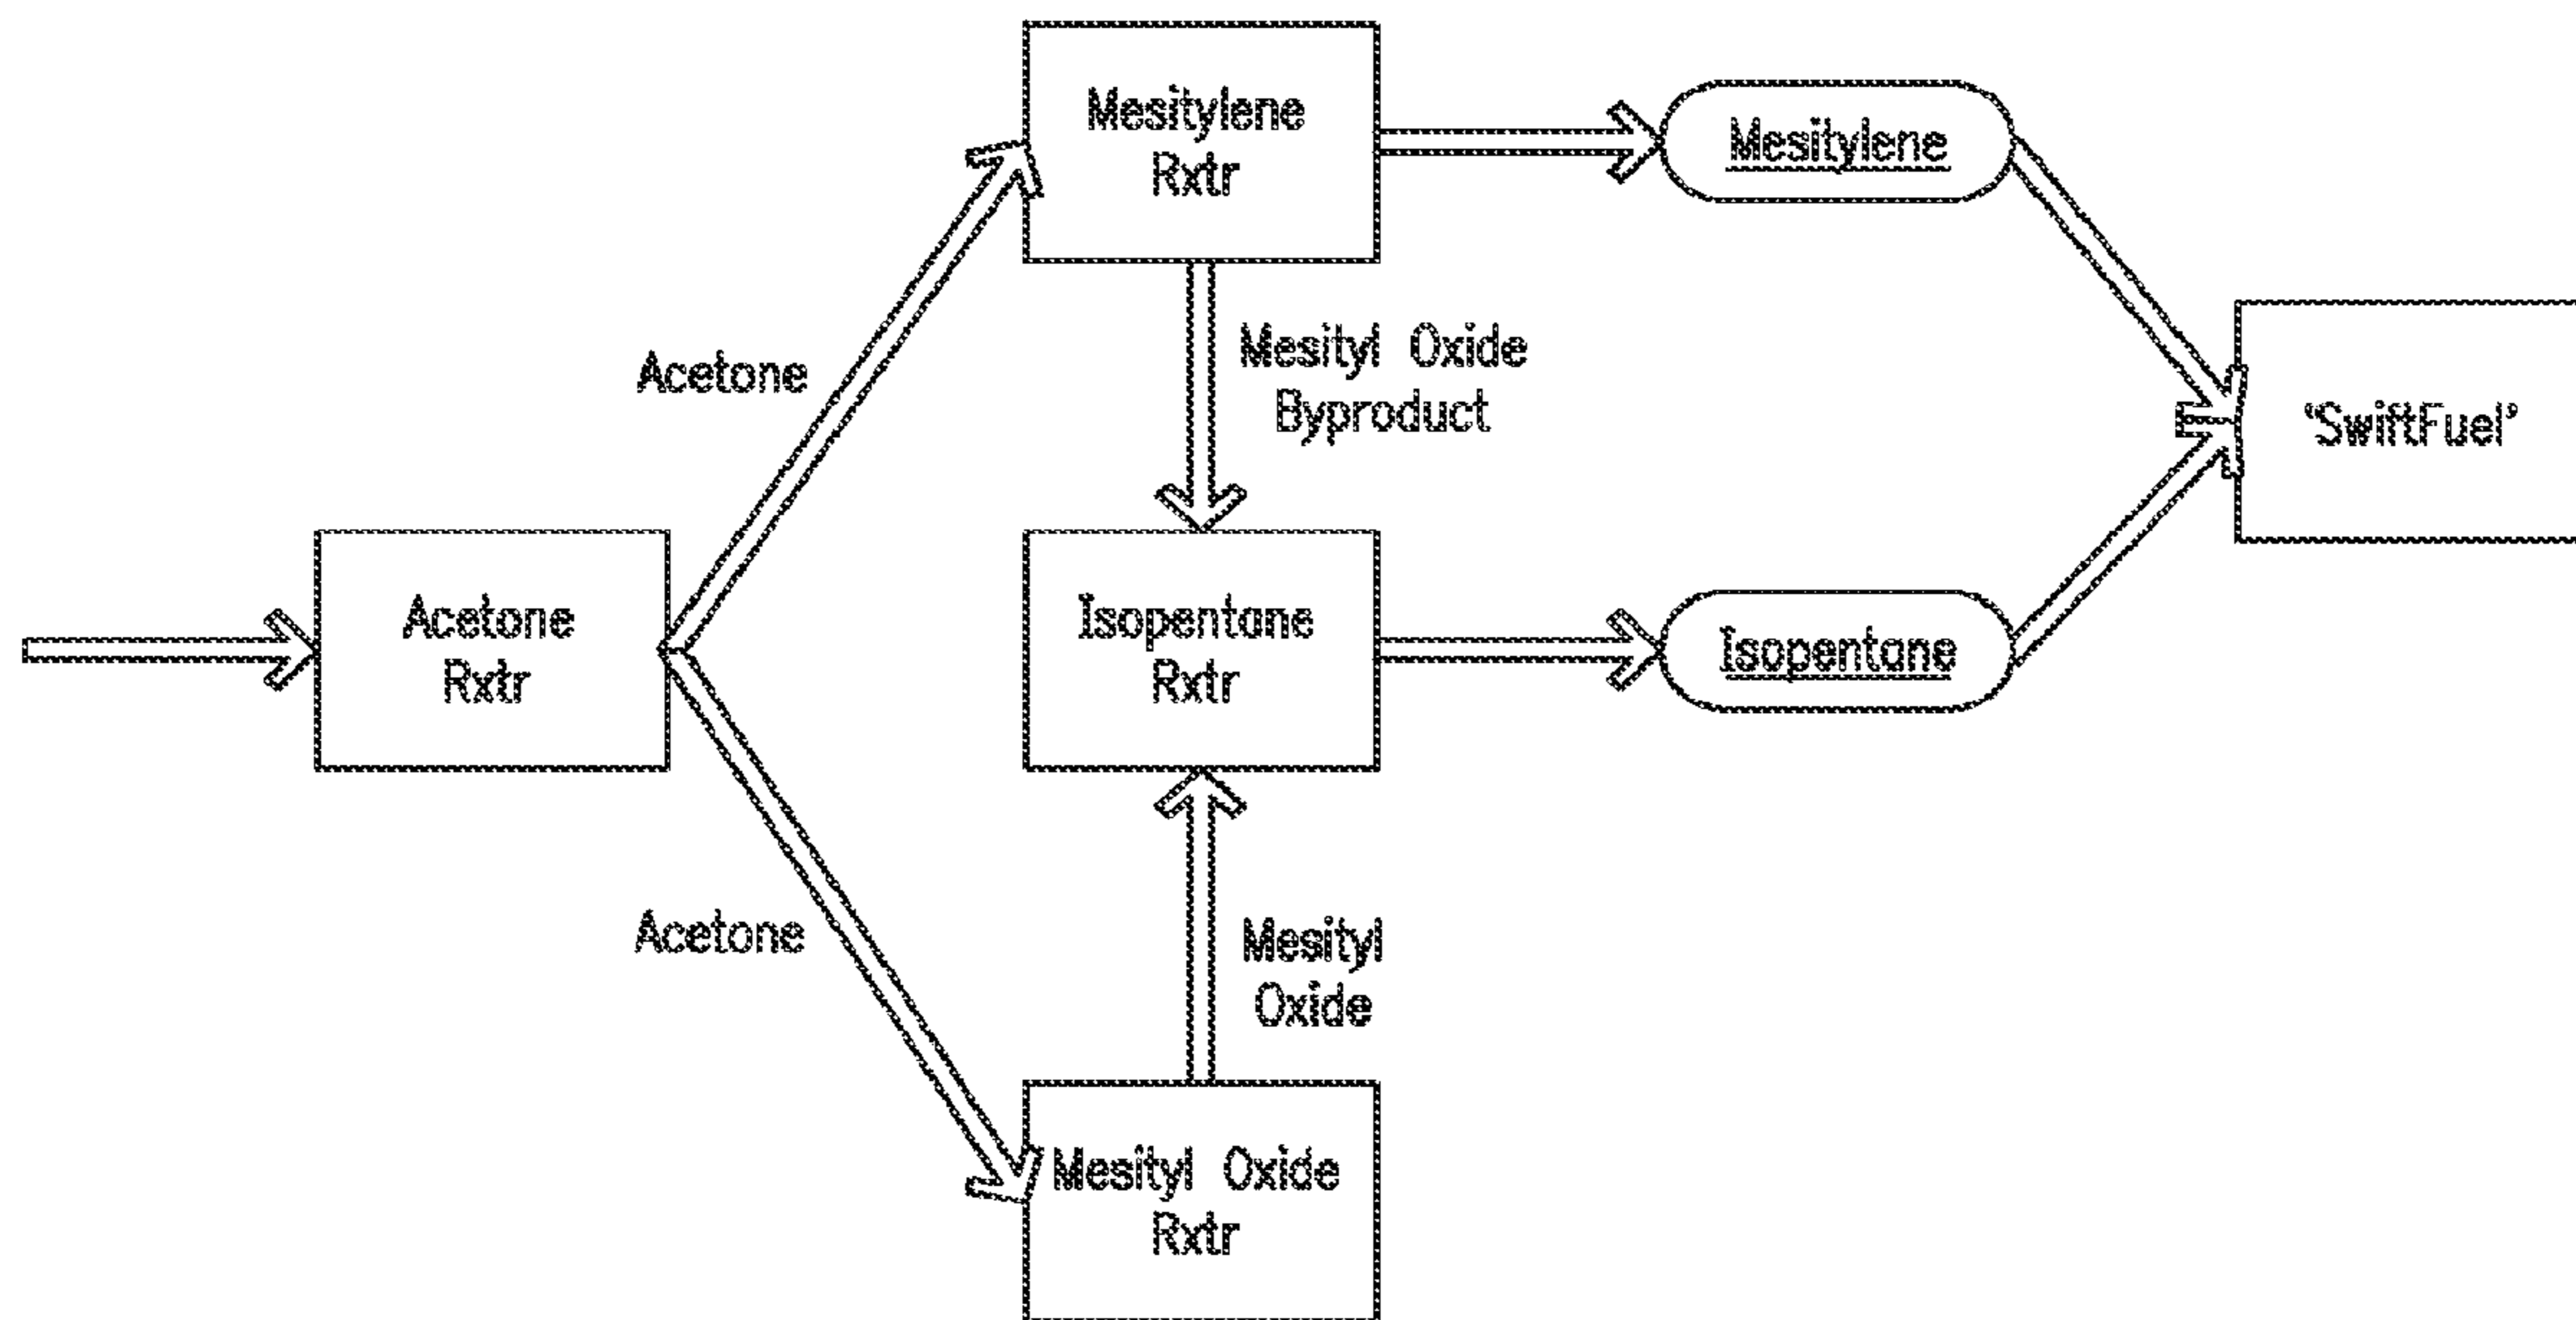 Mesitylene
Rxtr
Mesitylene
Acetone
Mesityl Oxide
Byproduct
'SwiftFuel'
Acetone
Rxtr
Isopentane
Rxtr
Isopentane
Acetone
Mesityl
Oxide
Mesityl Oxide
Rxtr